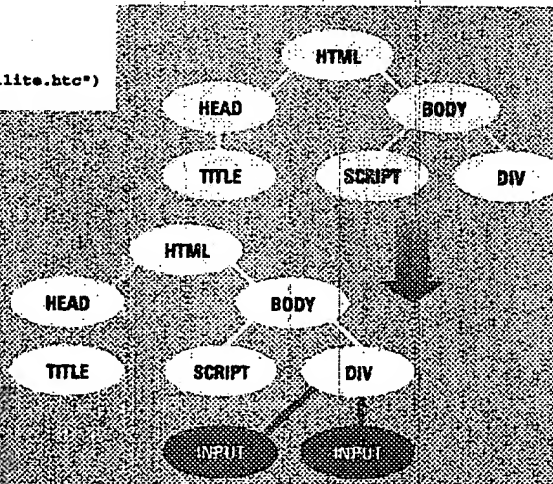 lite.htc")
HTML
HEAD BODY
TITLE SCRIPT DIV
HTML
HEAD BODY
TITLE SCRIPT DIV
INPUT INPUT